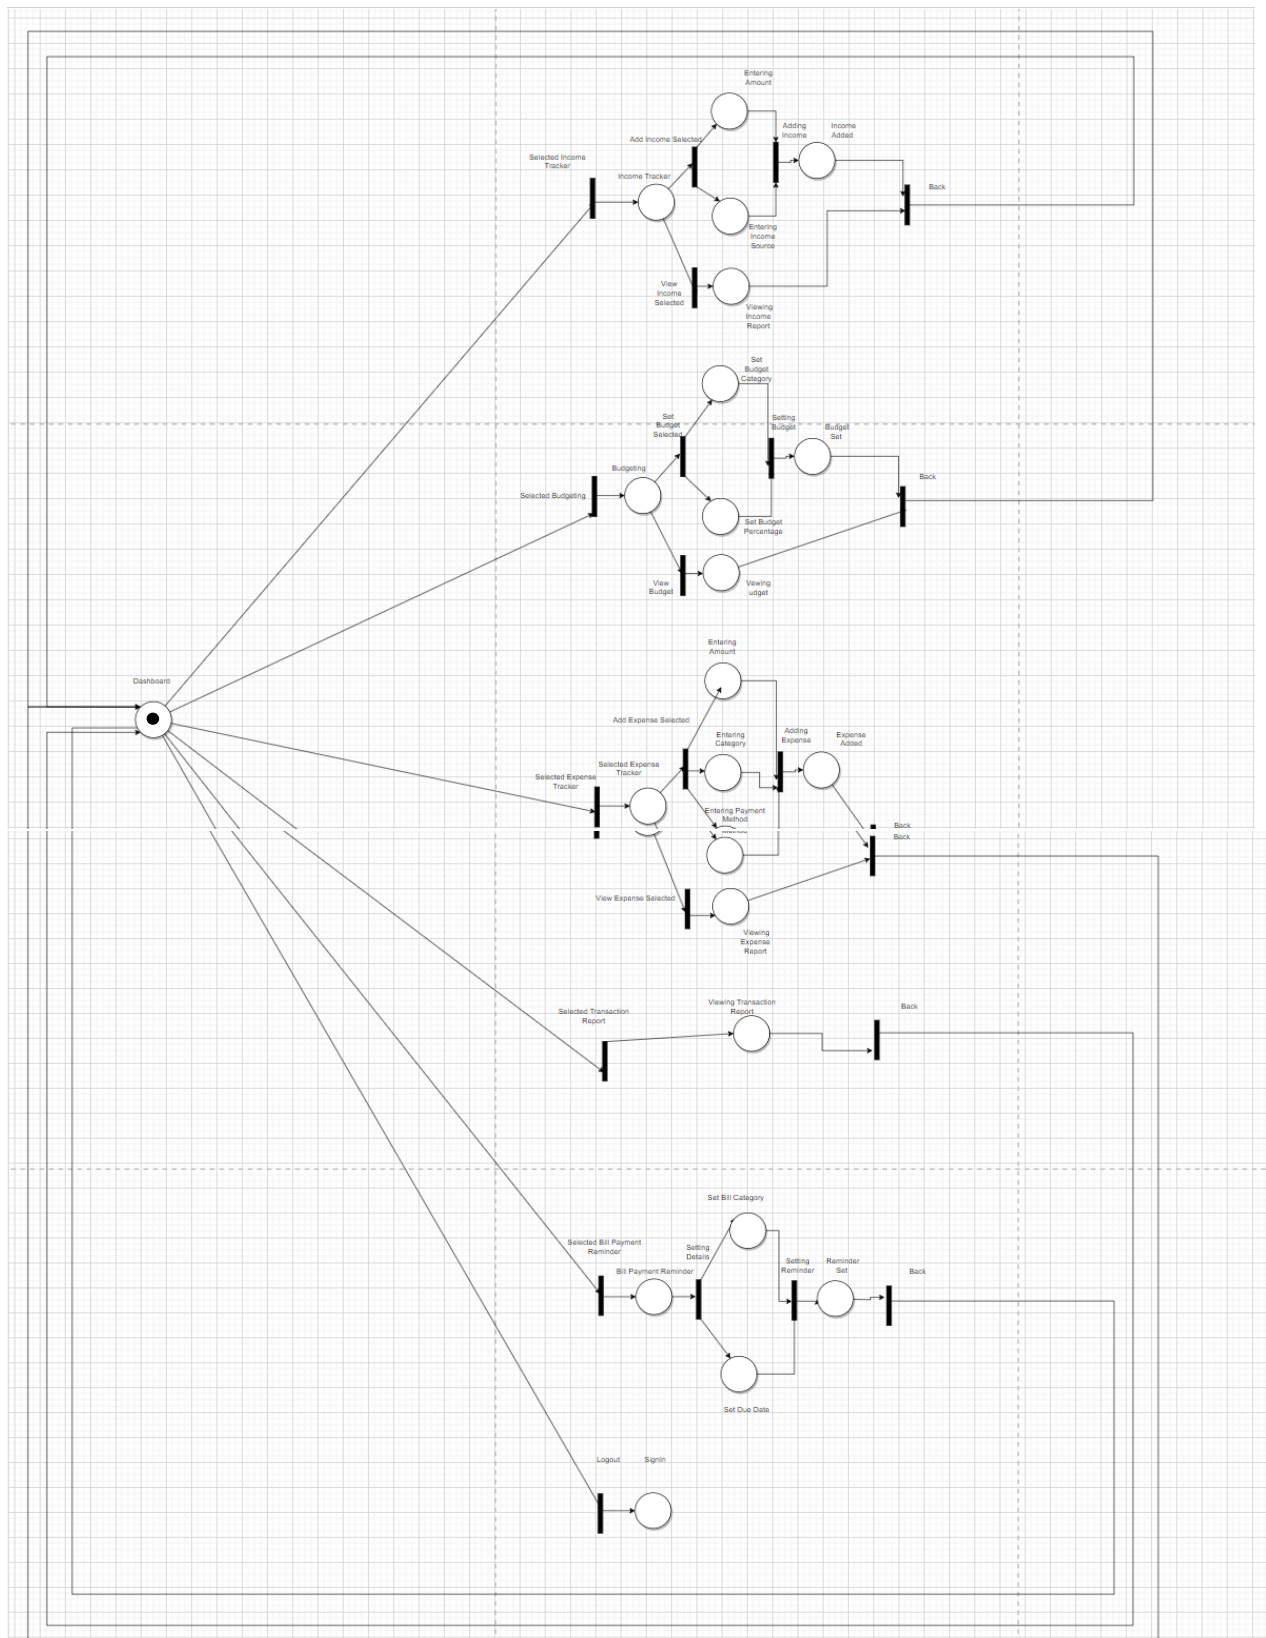 Entering
Amount
Adding
Income
Income
Added
Add Income Selected
Selected Income
Tracker
Income Tracker
Back
Entering
Income
Source
View
Income
Selected
Viewing
Income
Report
Set
Budget
Category
Set
Budget
Selected
Setting
Budget
Budget
Set
Budgeting
Back
Selected Budgeting
Set Budget
Percentage
View
Budget
Vewing
udget
Entering
Amount
Dashboard
Add Expense Selected
Entering
Category
Adding
Expense
Expense
Added
Selected Expense
Tracker
Selected Expense
Tracker
Entering Payment
Method
Back
Back
View Expense Selected
Viewing
Expense
Report
Selected Transaction
Report
Viewing Transaction
Report
Back
Set Bill Category
Selected Bill Payment
Reminder
Setting
Details
Bill Payment Reminder
Setting
Reminder
Reminder
Set
Back
Set Due Date
Logout
SignIn